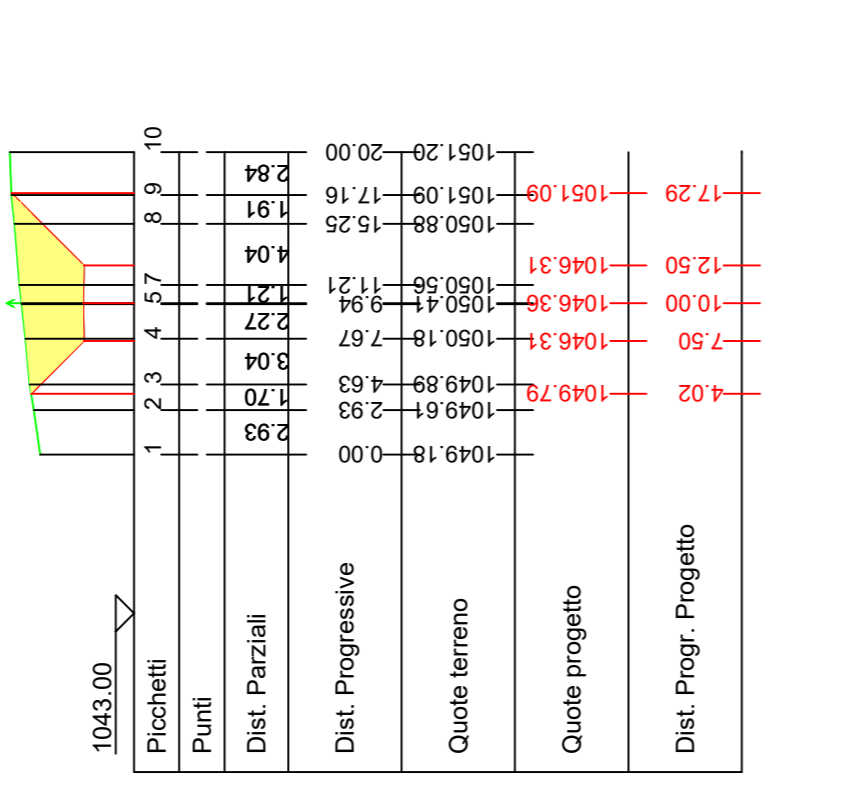 1043.00
Picchetti 1 2 3 4 5 7 8 9 10
Punti
Dist. Parziali 2.93 1.70 3.04 2.27 1.27 4.04 1.91 2.84
Dist. Progressive 0.00 2.93 4.63 7.67 9.94 11.21 15.25 17.16 20.00
Quote terreno 1049.18 1049.61 1049.89 1050.18 1050.41 1050.56 1050.88 1051.09 1051.20
Quote progetto 1049.79 1046.31 1046.36 1046.31 1051.09
Dist. Progr. Progetto 4.02 7.50 10.00 12.50 17.29